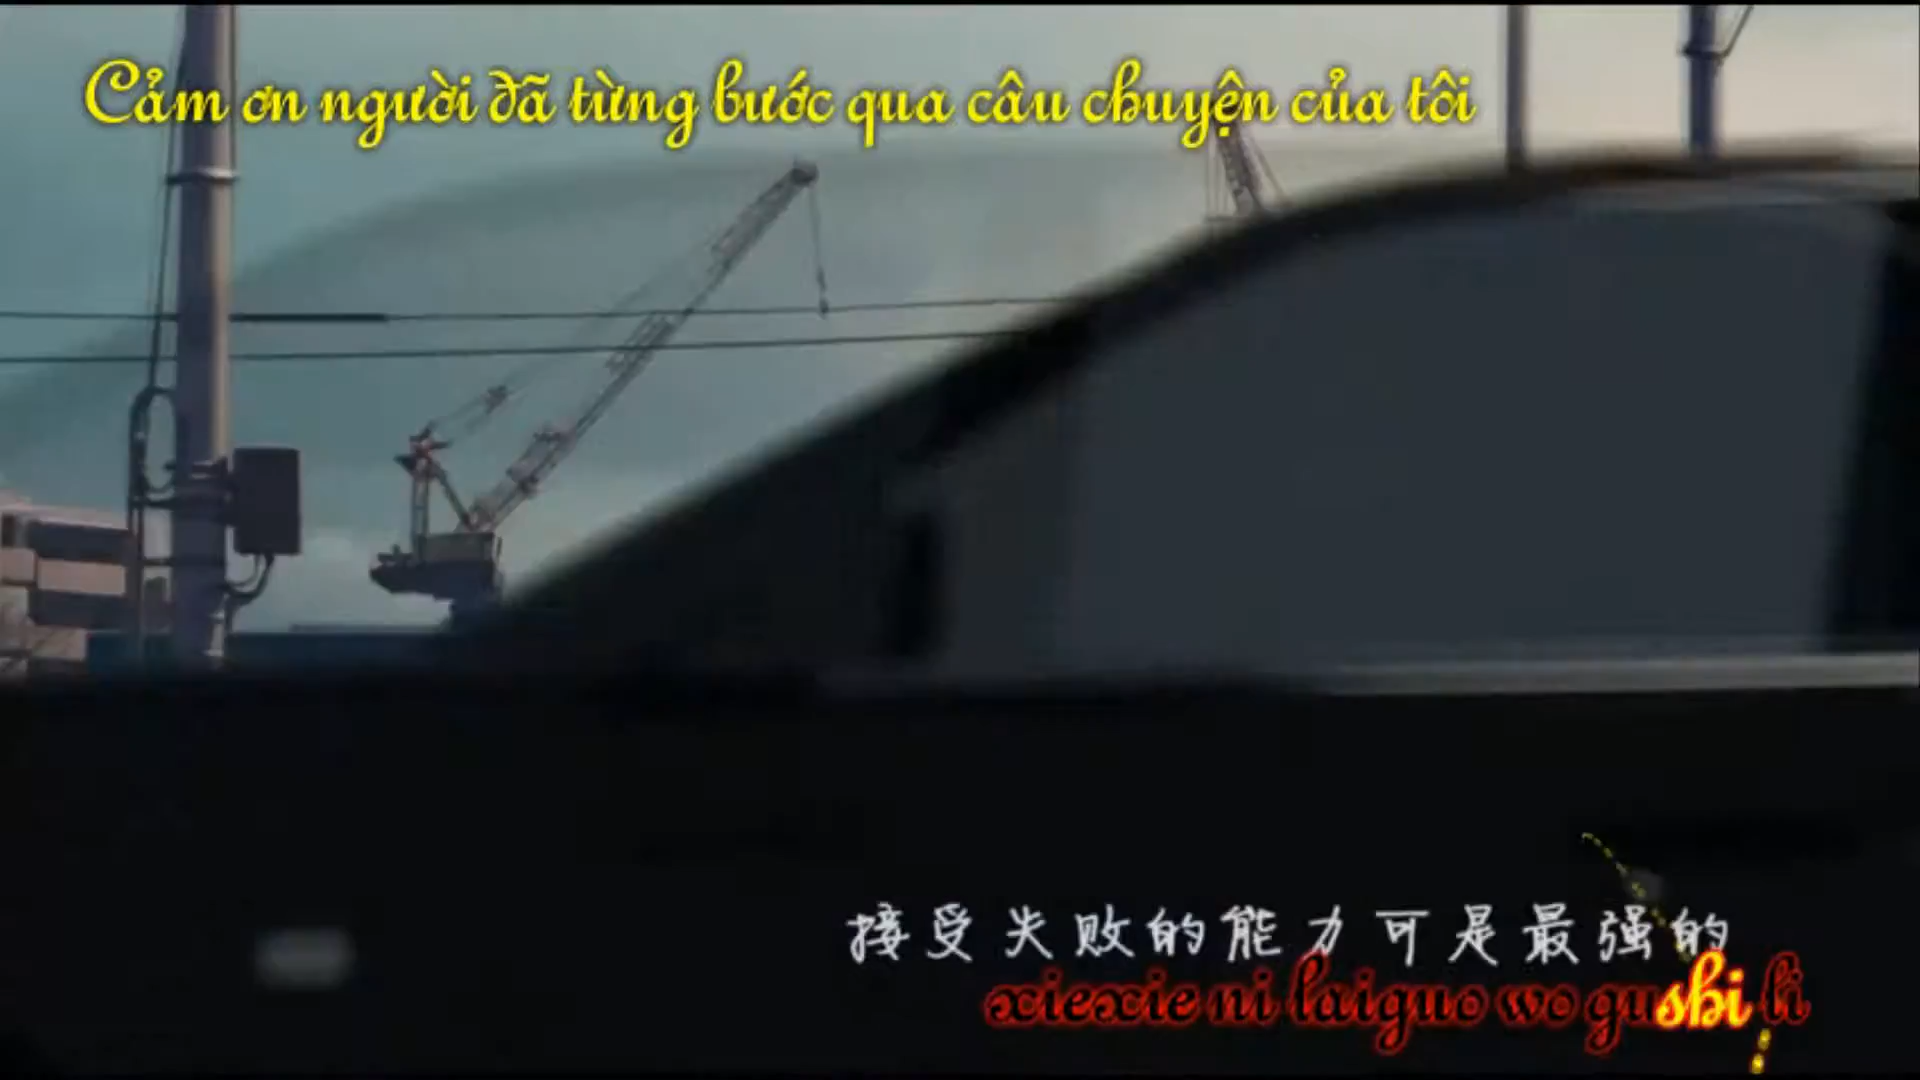 Cảm ơn người đã từng bước qua câu chuyện của tôi
接受失败的能力可是最强的
xiexie ni laiguo wo gushi li